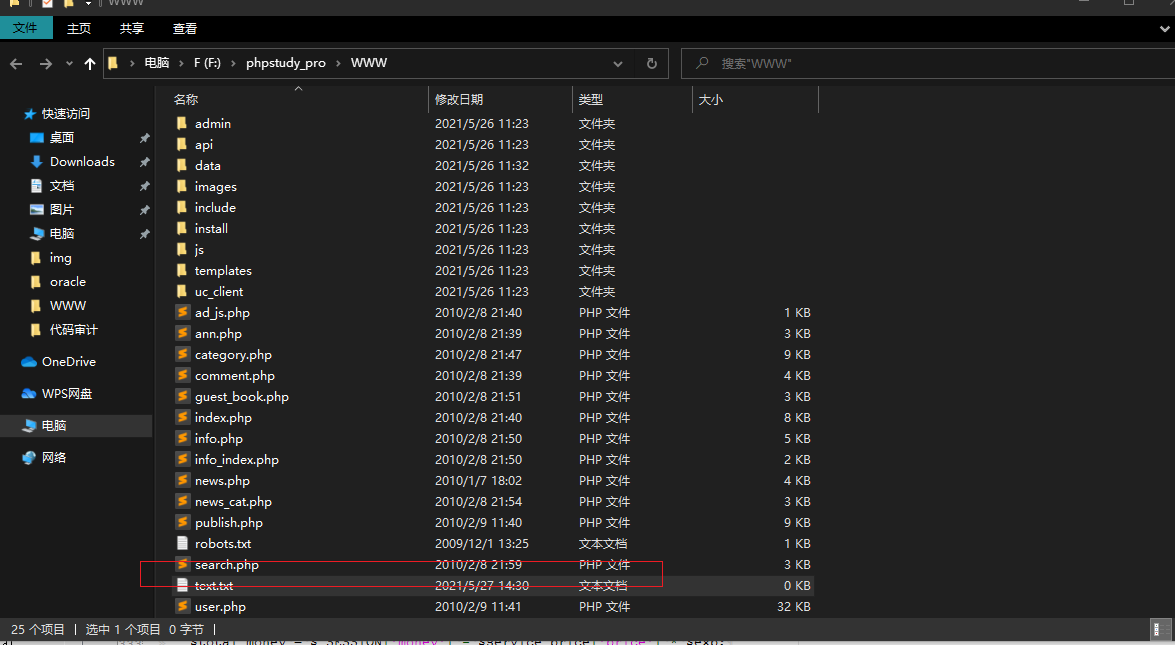 WWW
文件 主页 共享 查看
电脑 F (F:) phpstudy_pro WWW 搜索"WWW"
名称 修改日期 类型 大小
快速访问
桌面
Downloads
文档
图片
电脑
img
oracle
WWW
代码审计
OneDrive
WPS网盘
电脑
网络
admin 2021/5/26 11:23 文件夹
api 2021/5/26 11:23 文件夹
data 2021/5/26 11:32 文件夹
images 2021/5/26 11:23 文件夹
include 2021/5/26 11:23 文件夹
install 2021/5/26 11:23 文件夹
js 2021/5/26 11:23 文件夹
templates 2021/5/26 11:23 文件夹
uc_client 2021/5/26 11:23 文件夹
ad_js.php 2010/2/8 21:40 PHP 文件 1 KB
ann.php 2010/2/8 21:39 PHP 文件 3 KB
category.php 2010/2/8 21:47 PHP 文件 9 KB
comment.php 2010/2/8 21:39 PHP 文件 4 KB
guest_book.php 2010/2/8 21:51 PHP 文件 3 KB
index.php 2010/2/8 21:40 PHP 文件 8 KB
info.php 2010/2/8 21:50 PHP 文件 5 KB
info_index.php 2010/2/8 21:50 PHP 文件 2 KB
news.php 2010/1/7 18:02 PHP 文件 4 KB
news_cat.php 2010/2/8 21:54 PHP 文件 3 KB
publish.php 2010/2/9 11:40 PHP 文件 9 KB
robots.txt 2009/12/1 13:25 文本文档 1 KB
search.php 2010/2/8 21:59 PHP 文件 3 KB
text.txt 2021/5/27 14:30 文本文档 0 KB
user.php 2010/2/9 11:41 PHP 文件 32 KB
25 个项目 选中 1 个项目 0 字节